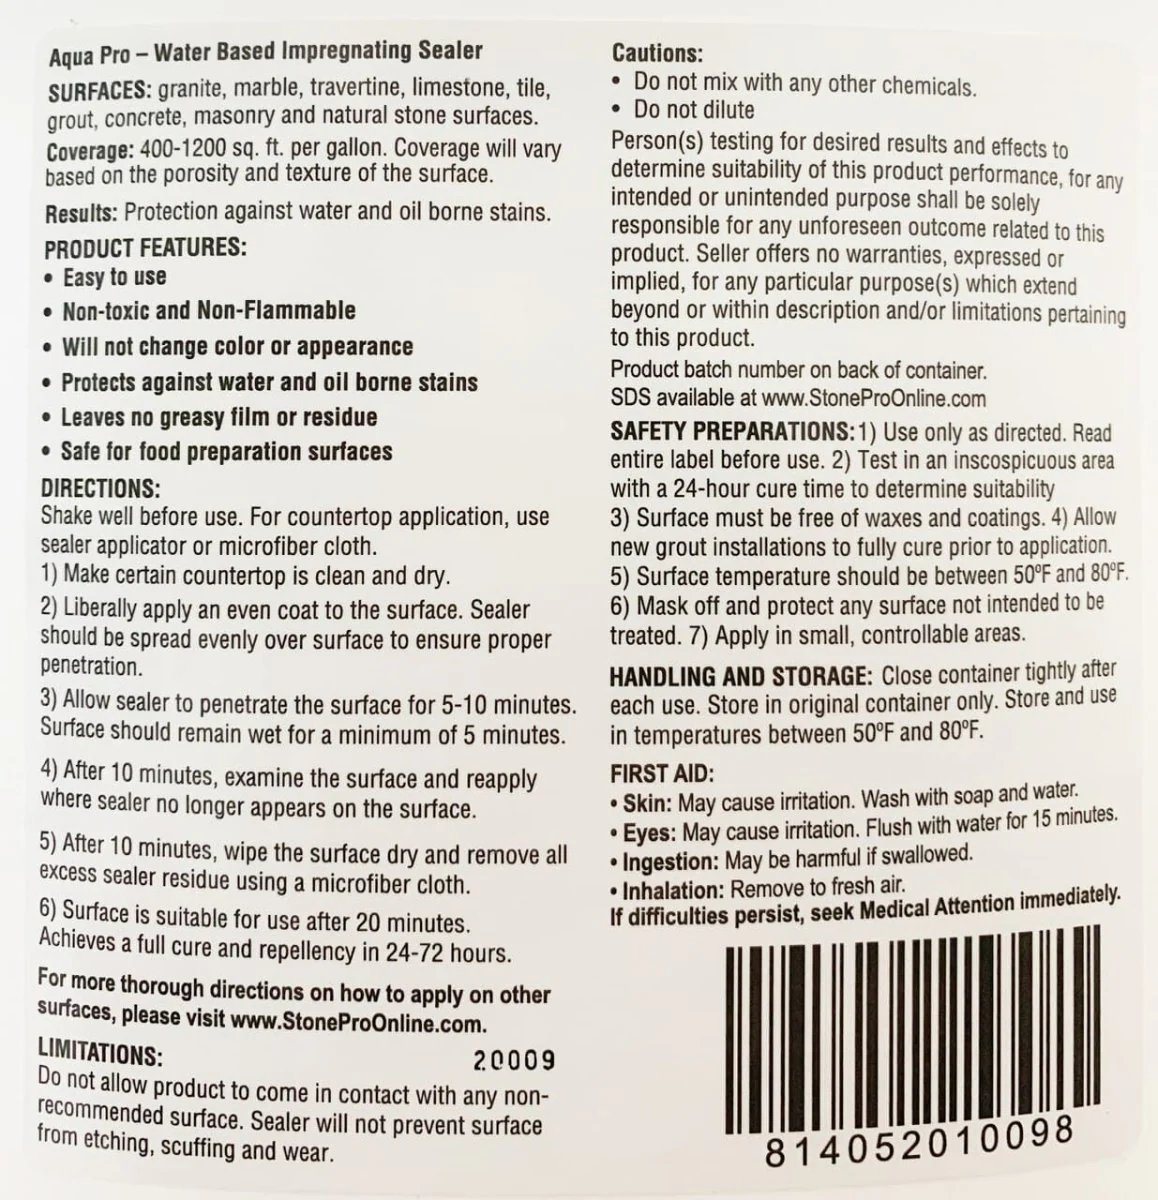 Aqua Pro – Water Based Impregnating Sealer
SURFACES: granite, marble, travertine, limestone, tile,
grout, concrete, masonry and natural stone surfaces.
Coverage: 400-1200 sq. ft. per gallon. Coverage will vary
based on the porosity and texture of the surface.
Results: Protection against water and oil borne stains.
PRODUCT FEATURES:
• Easy to use
• Non-toxic and Non-Flammable
• Will not change color or appearance
• Protects against water and oil borne stains
• Leaves no greasy film or residue
• Safe for food preparation surfaces
DIRECTIONS:
Shake well before use. For countertop application, use
sealer applicator or microfiber cloth.
1) Make certain countertop is clean and dry.
2) Liberally apply an even coat to the surface. Sealer
should be spread evenly over surface to ensure proper
penetration.
3) Allow sealer to penetrate the surface for 5-10 minutes.
Surface should remain wet for a minimum of 5 minutes.
4) After 10 minutes, examine the surface and reapply
where sealer no longer appears on the surface.
5) After 10 minutes, wipe the surface dry and remove all
excess sealer residue using a microfiber cloth.
6) Surface is suitable for use after 20 minutes.
Achieves a full cure and repellency in 24-72 hours.
For more thorough directions on how to apply on other
surfaces, please visit www.StoneProOnline.com.
LIMITATIONS:
20009
Do not allow product to come in contact with any non-
recommended surface. Sealer will not prevent surface
from etching, scuffing and wear.
Cautions:
• Do not mix with any other chemicals.
• Do not dilute
Person(s) testing for desired results and effects to
determine suitability of this product performance, for any
intended or unintended purpose shall be solely
responsible for any unforeseen outcome related to this
product. Seller offers no warranties, expressed or
implied, for any particular purpose(s) which extend
beyond or within description and/or limitations pertaining
to this product.
Product batch number on back of container.
SDS available at www.StoneProOnline.com
SAFETY PREPARATIONS: 1) Use only as directed. Read
entire label before use. 2) Test in an inscospicuous area
with a 24-hour cure time to determine suitability
3) Surface must be free of waxes and coatings. 4) Allow
new grout installations to fully cure prior to application.
5) Surface temperature should be between 50ºF and 80ºF.
6) Mask off and protect any surface not intended to be
treated. 7) Apply in small, controllable areas.
HANDLING AND STORAGE: Close container tightly after
each use. Store in original container only. Store and use
in temperatures between 50ºF and 80ºF.
FIRST AID:
• Skin: May cause irritation. Wash with soap and water.
• Eyes: May cause irritation. Flush with water for 15 minutes.
• Ingestion: May be harmful if swallowed.
• Inhalation: Remove to fresh air.
If difficulties persist, seek Medical Attention immediately.
814052010098